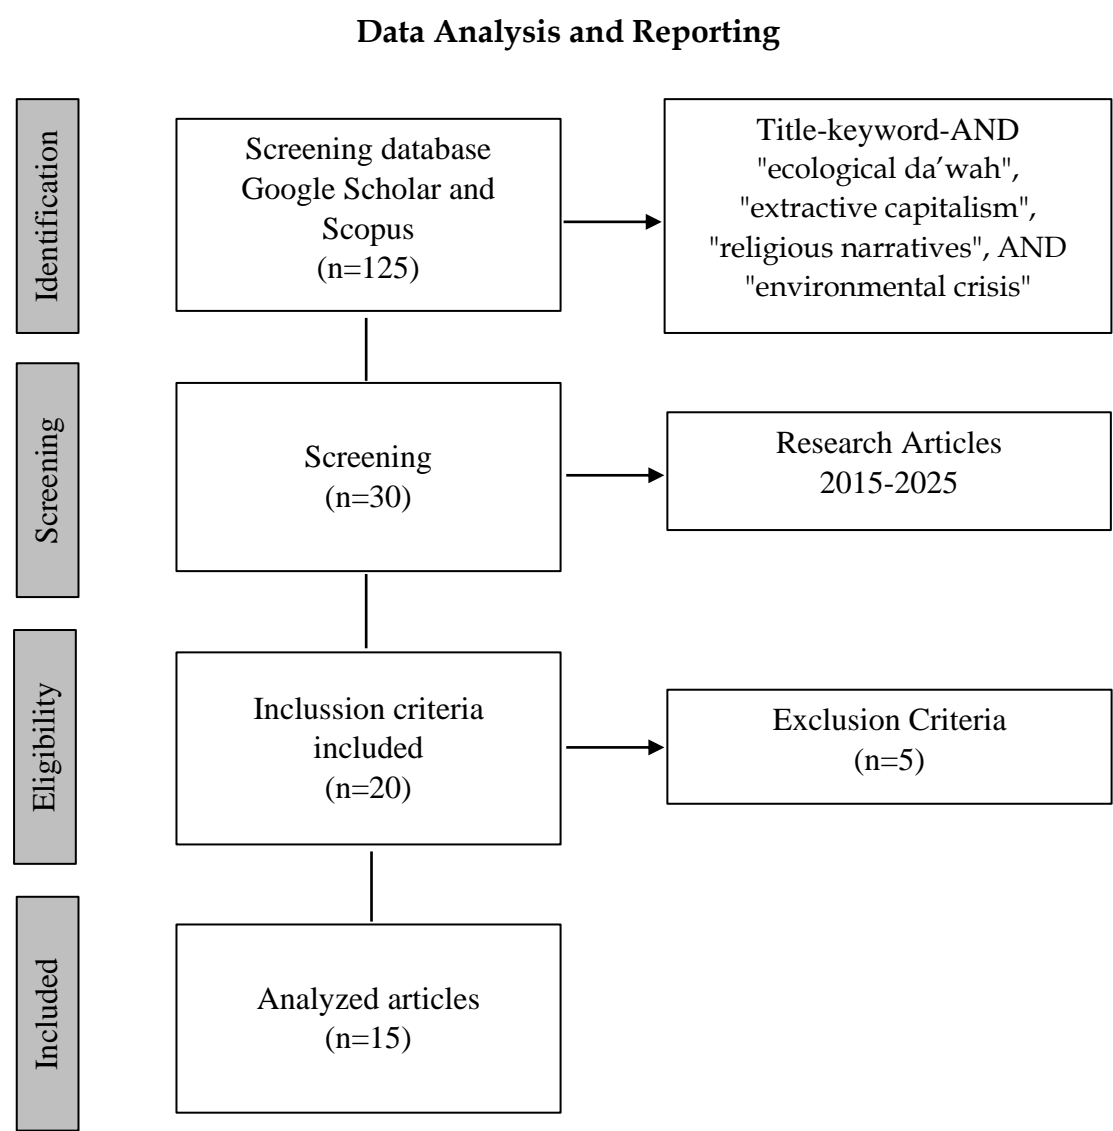 Data Analysis and Reporting
Identification
Screening database
Google Scholar and
Scopus
(n=125)
Title-keyword-AND
"ecological da’wah",
"extractive capitalism",
"religious narratives", AND
"environmental crisis"
Screening
Screening
(n=30)
Research Articles
2015-2025
Eligibility
Inclussion criteria
included
(n=20)
Exclusion Criteria
(n=5)
Included
Analyzed articles
(n=15)